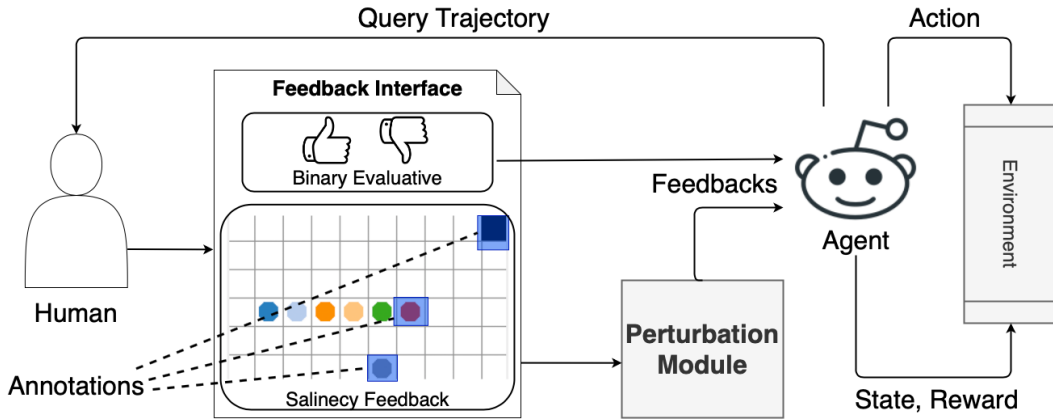 Query Trajectory
Action
Feedback Interface
Binary Evaluative
Feedbacks
Environment
Agent
Human
Perturbation
Module
Annotations
Salinecy Feedback
State, Reward